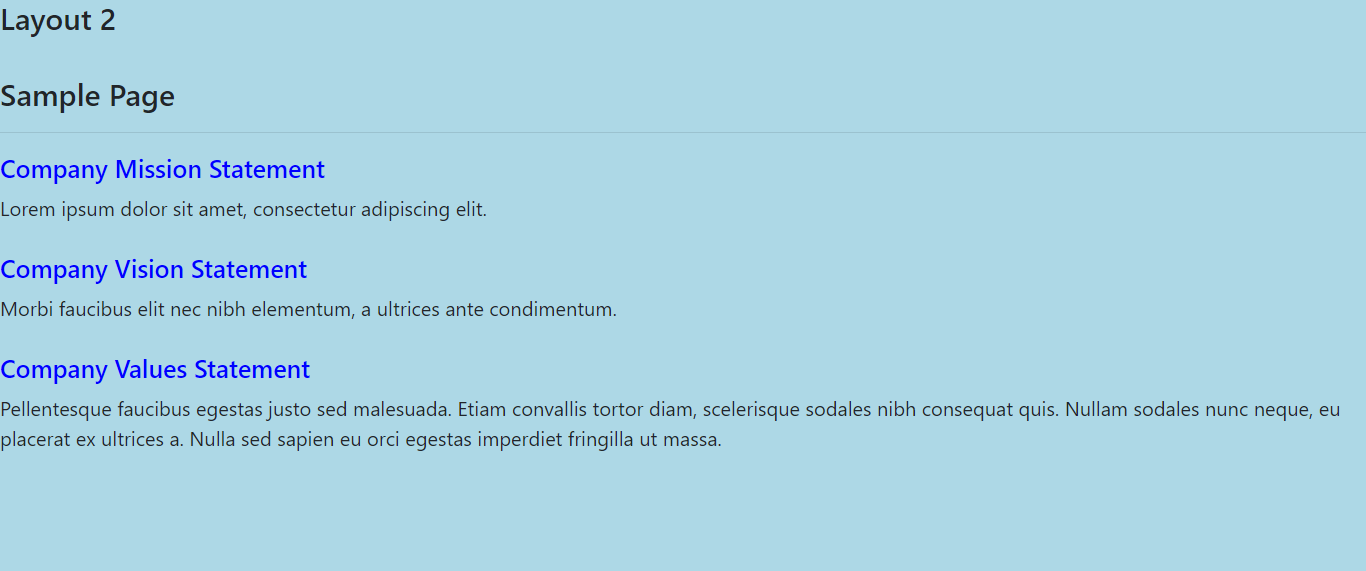 Layout 2
Sample Page
Company Mission Statement
Lorem ipsum dolor sit amet, consectetur adipiscing elit.
Company Vision Statement
Morbi faucibus elit nec nibh elementum, a ultrices ante condimentum.
Company Values Statement
Pellentesque faucibus egestas justo sed malesuada. Etiam convallis tortor diam, scelerisque sodales nibh consequat quis. Nullam sodales nunc neque, eu
placerat ex ultrices a. Nulla sed sapien eu orci egestas imperdiet fringilla ut massa.